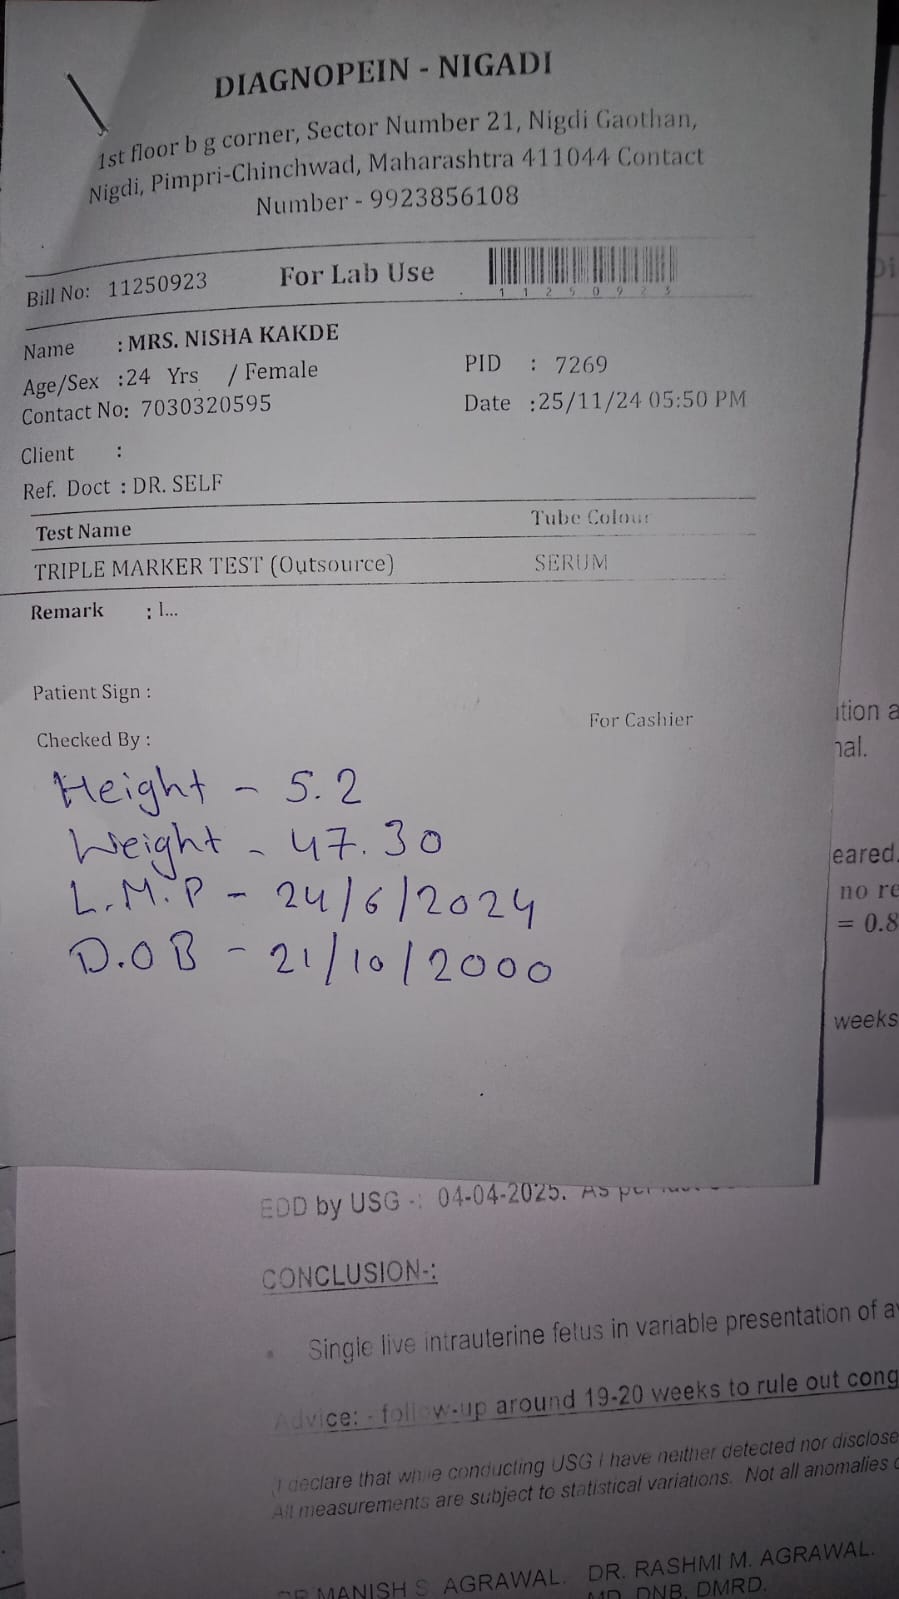 DIAGNOPEIN - NIGADI
1st floor b g corner, Sector Number 21, Nigdi Gaothan,
Nigdi, Pimpri-Chinchwad, Maharashtra 411044 Contact
Number - 9923856108
Bill No: 11250923 For Lab Use
1 1 2 5 0 9 2 3
Name : MRS. NISHA KAKDE
Age/Sex :24 Yrs / Female PID : 7269
Contact No: 7030320595 Date :25/11/24 05:50 PM
Client :
Ref. Doct : DR. SELF
Test Name Tube Colour
TRIPLE MARKER TEST (Outsource) SERUM
Remark : l...
Patient Sign :
For Cashier
Checked By :
Height - 5.2
Weight - 47.30
L.M.P - 24/6/2024
D.O B - 21/10/2000
ition a
nal.
eared.
no re
= 0.8
weeks
EDD by USG -: 04-04-2025. As per
CONCLUSION-:
Single live intrauterine fetus in variable presentation of a
Advice: - follow-up around 19-20 weeks to rule out cong
I declare that while conducting USG I have neither detected nor disclose
All measurements are subject to statistical variations. Not all anomalies
DR MANISH S. AGRAWAL. DR. RASHMI M. AGRAWAL.
MD, DNB, DMRD.